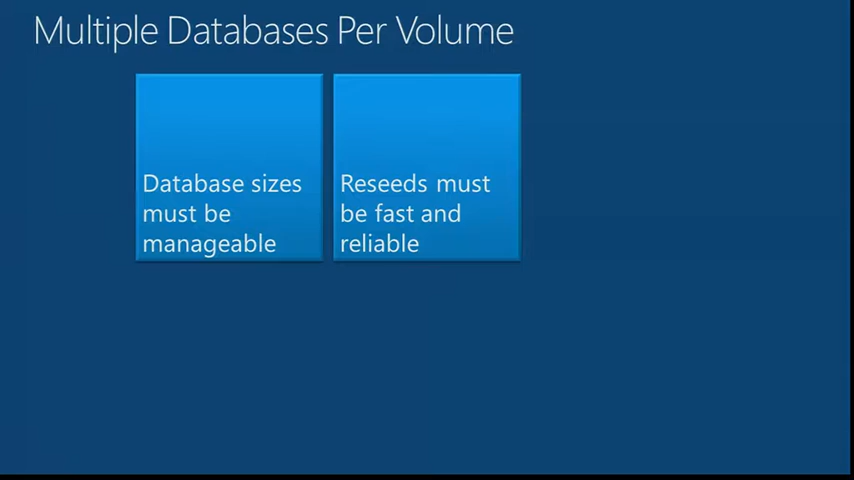 Multiple Databases Per Volume
Database sizes
must be
manageable
Reseeds must
be fast and
reliable